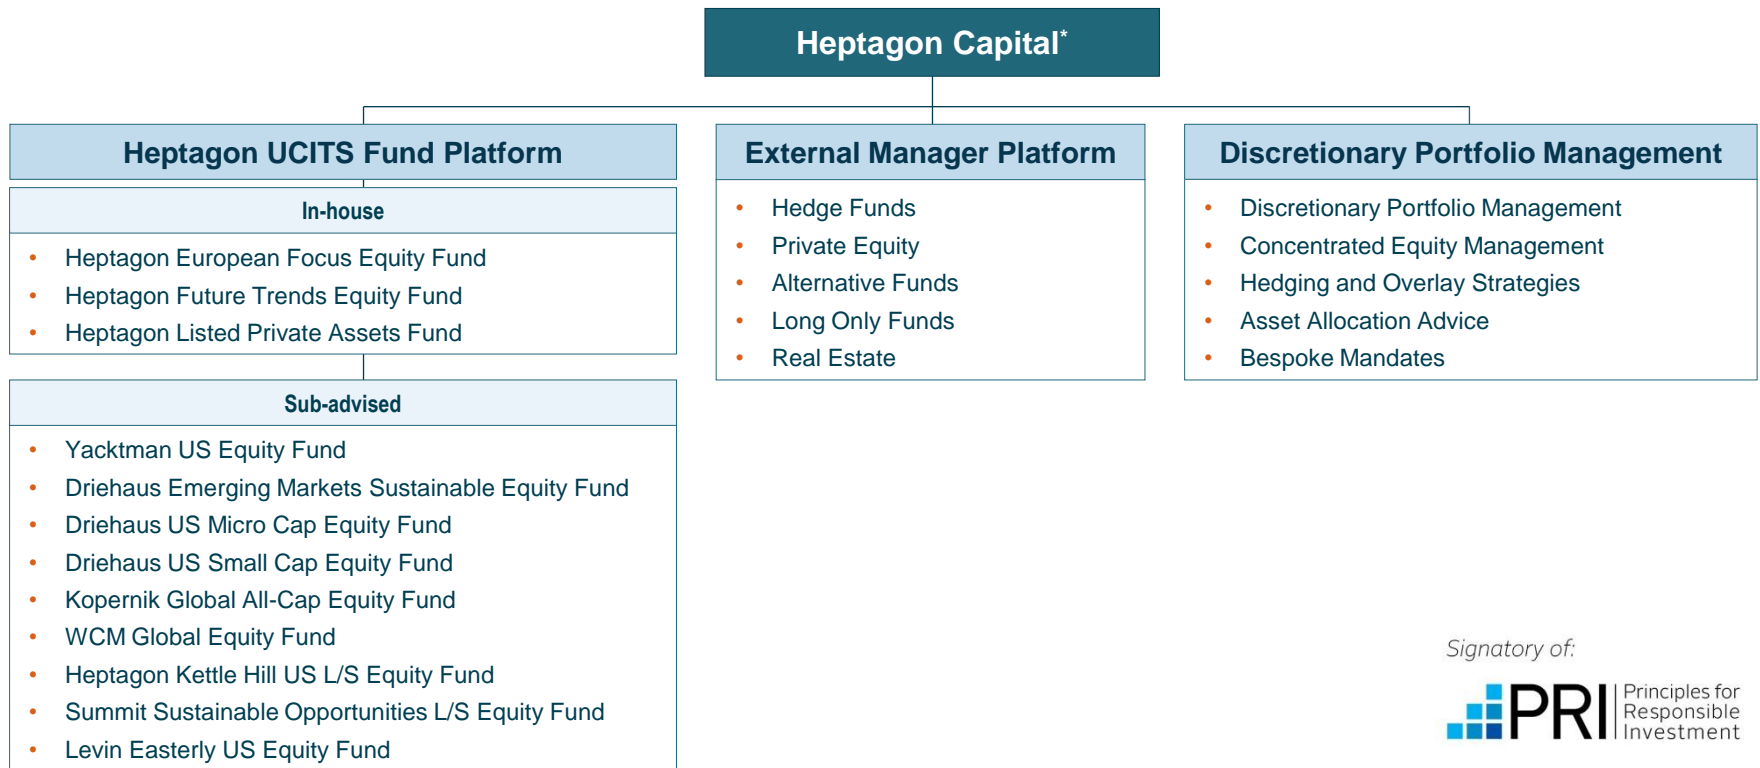 Heptagon Capital*
Heptagon UCITS Fund Platform
In-house
• Heptagon European Focus Equity Fund
• Heptagon Future Trends Equity Fund
• Heptagon Listed Private Assets Fund
Sub-advised
• Yacktman US Equity Fund
• Driehaus Emerging Markets Sustainable Equity Fund
• Driehaus US Micro Cap Equity Fund
• Driehaus US Small Cap Equity Fund
• Kopernik Global All-Cap Equity Fund
• WCM Global Equity Fund
• Heptagon Kettle Hill US L/S Equity Fund
• Summit Sustainable Opportunities L/S Equity Fund
• Levin Easterly US Equity Fund
External Manager Platform
• Hedge Funds
• Private Equity
• Alternative Funds
• Long Only Funds
• Real Estate
Discretionary Portfolio Management
• Discretionary Portfolio Management
• Concentrated Equity Management
• Hedging and Overlay Strategies
• Asset Allocation Advice
• Bespoke Mandates
Signatory of:
PRI
Principles for
Responsible
Investment